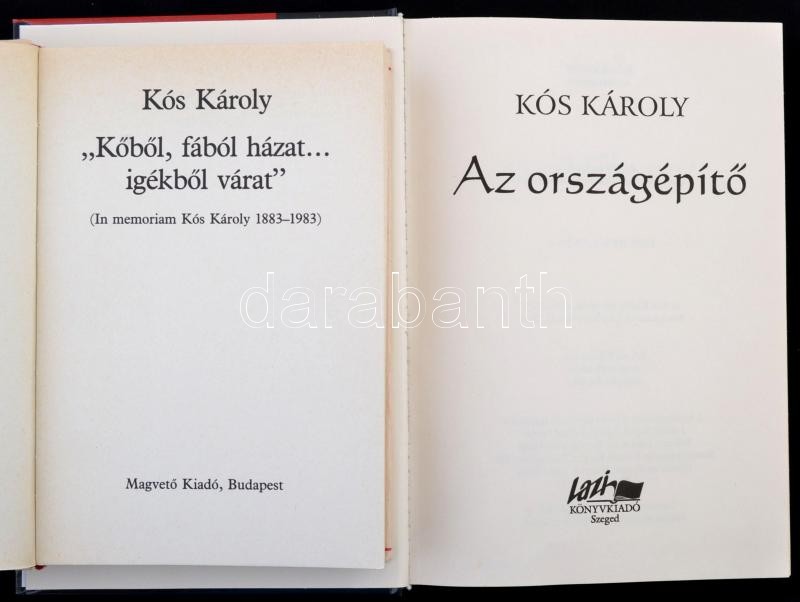 Kós Károly
„Kőből, fából házat...
igékből várat”
(In memoriam Kós Károly 1883–1983)
Magvető Kiadó, Budapest
KÓS KÁROLY
Az országépítő
Lazi
KÖNYVKIADÓ
Szeged
darabanth